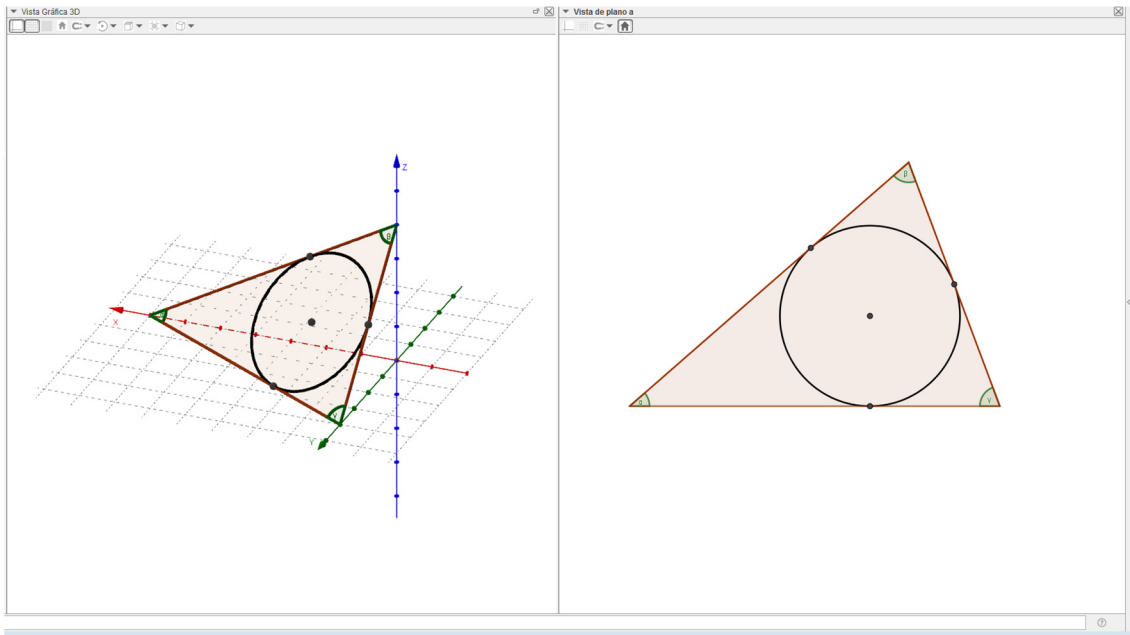 Vista Gráfica 3D
Vista de plano a
z
β
α
x
γ
Y
β
α
γ